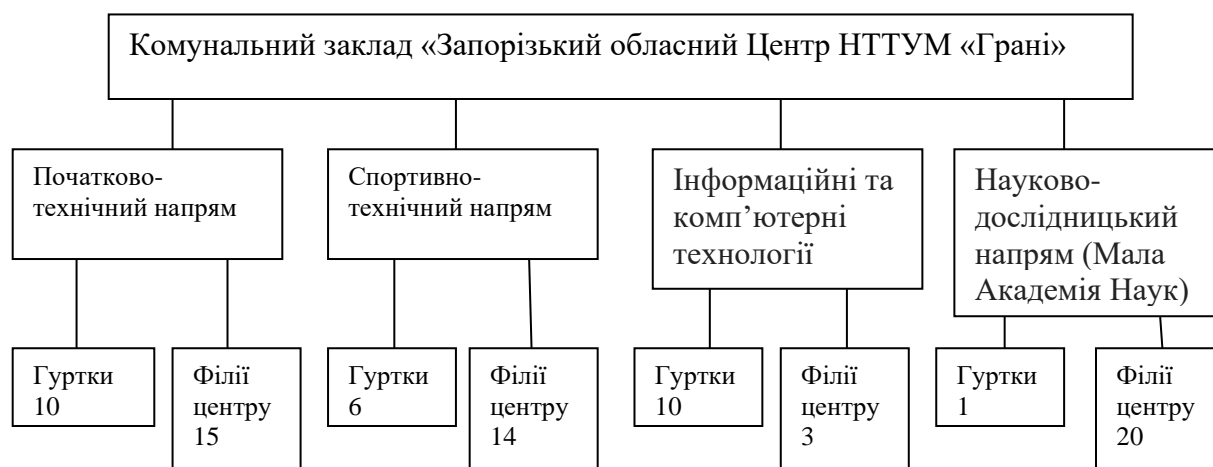 Комунальний заклад «Запорізький обласний Центр НТТУМ «Грані»
Початково-
технічний напрям
Спортивно-
технічний напрям
Інформаційні та
комп’ютерні
технології
Науково-
дослідницький
напрям (Мала
Академія Наук)
Гуртки
10
Філії
центру
15
Гуртки
6
Філії
центру
14
Гуртки
10
Філії
центру
3
Гуртки
1
Філії
центру
20